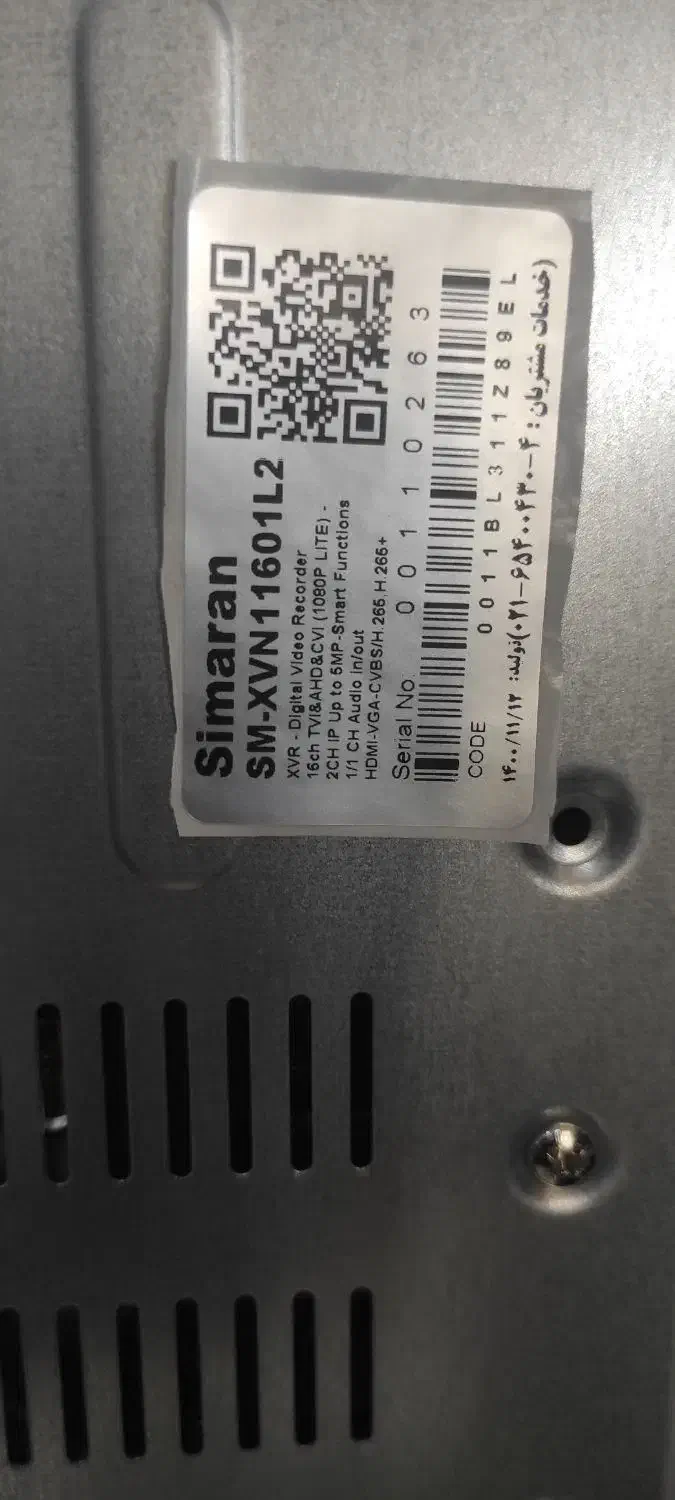 Simaran
SM-XVN11601L2
XVR - Digital Video Recorder
16ch TVI&AHD&CVI (1080P LITE) -
2CH IP Up to 5MP-Smart Functions
1/1 CH Audio in/out
HDMI-VGA-CVBS/H.265,H.265+
Serial No. 0 0 1 1 0 2 6 3
CODE 0 0 1 1 B L 3 1 1 Z 8 9 E L
تولید: ۱۴۰۰/۱۱/۱۲
(خدمات مشتریان: ۴-۶۵۴۰۰۴۳۰-۰۲۱)